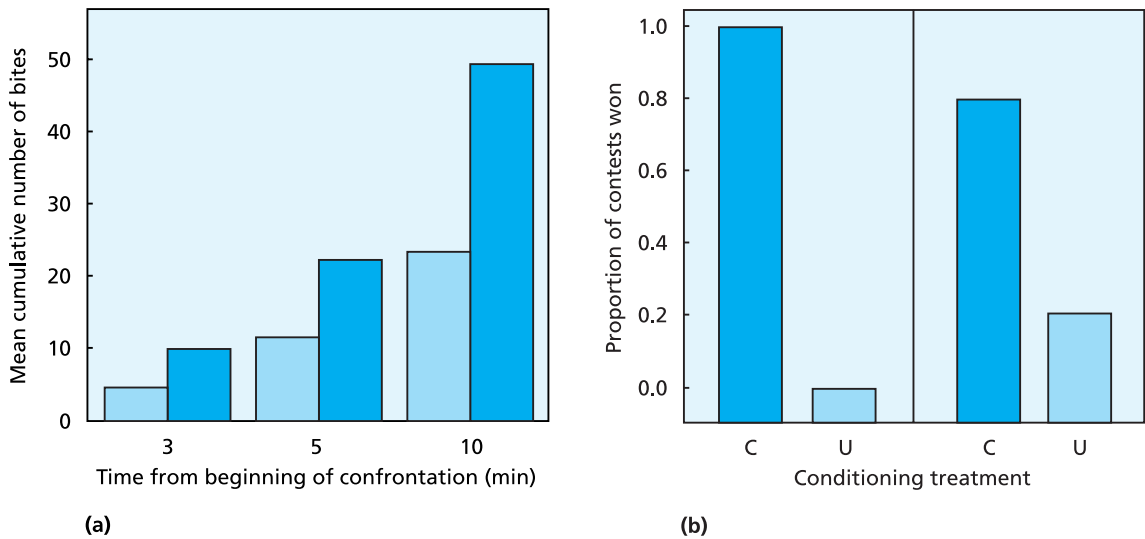 Mean cumulative number of bites
50
40
30
20
10
0
3 5 10
Time from beginning of confrontation (min)
(a)
Proportion of contests won
1.0
0.8
0.6
0.4
0.2
0.0
C U C U
Conditioning treatment
(b)